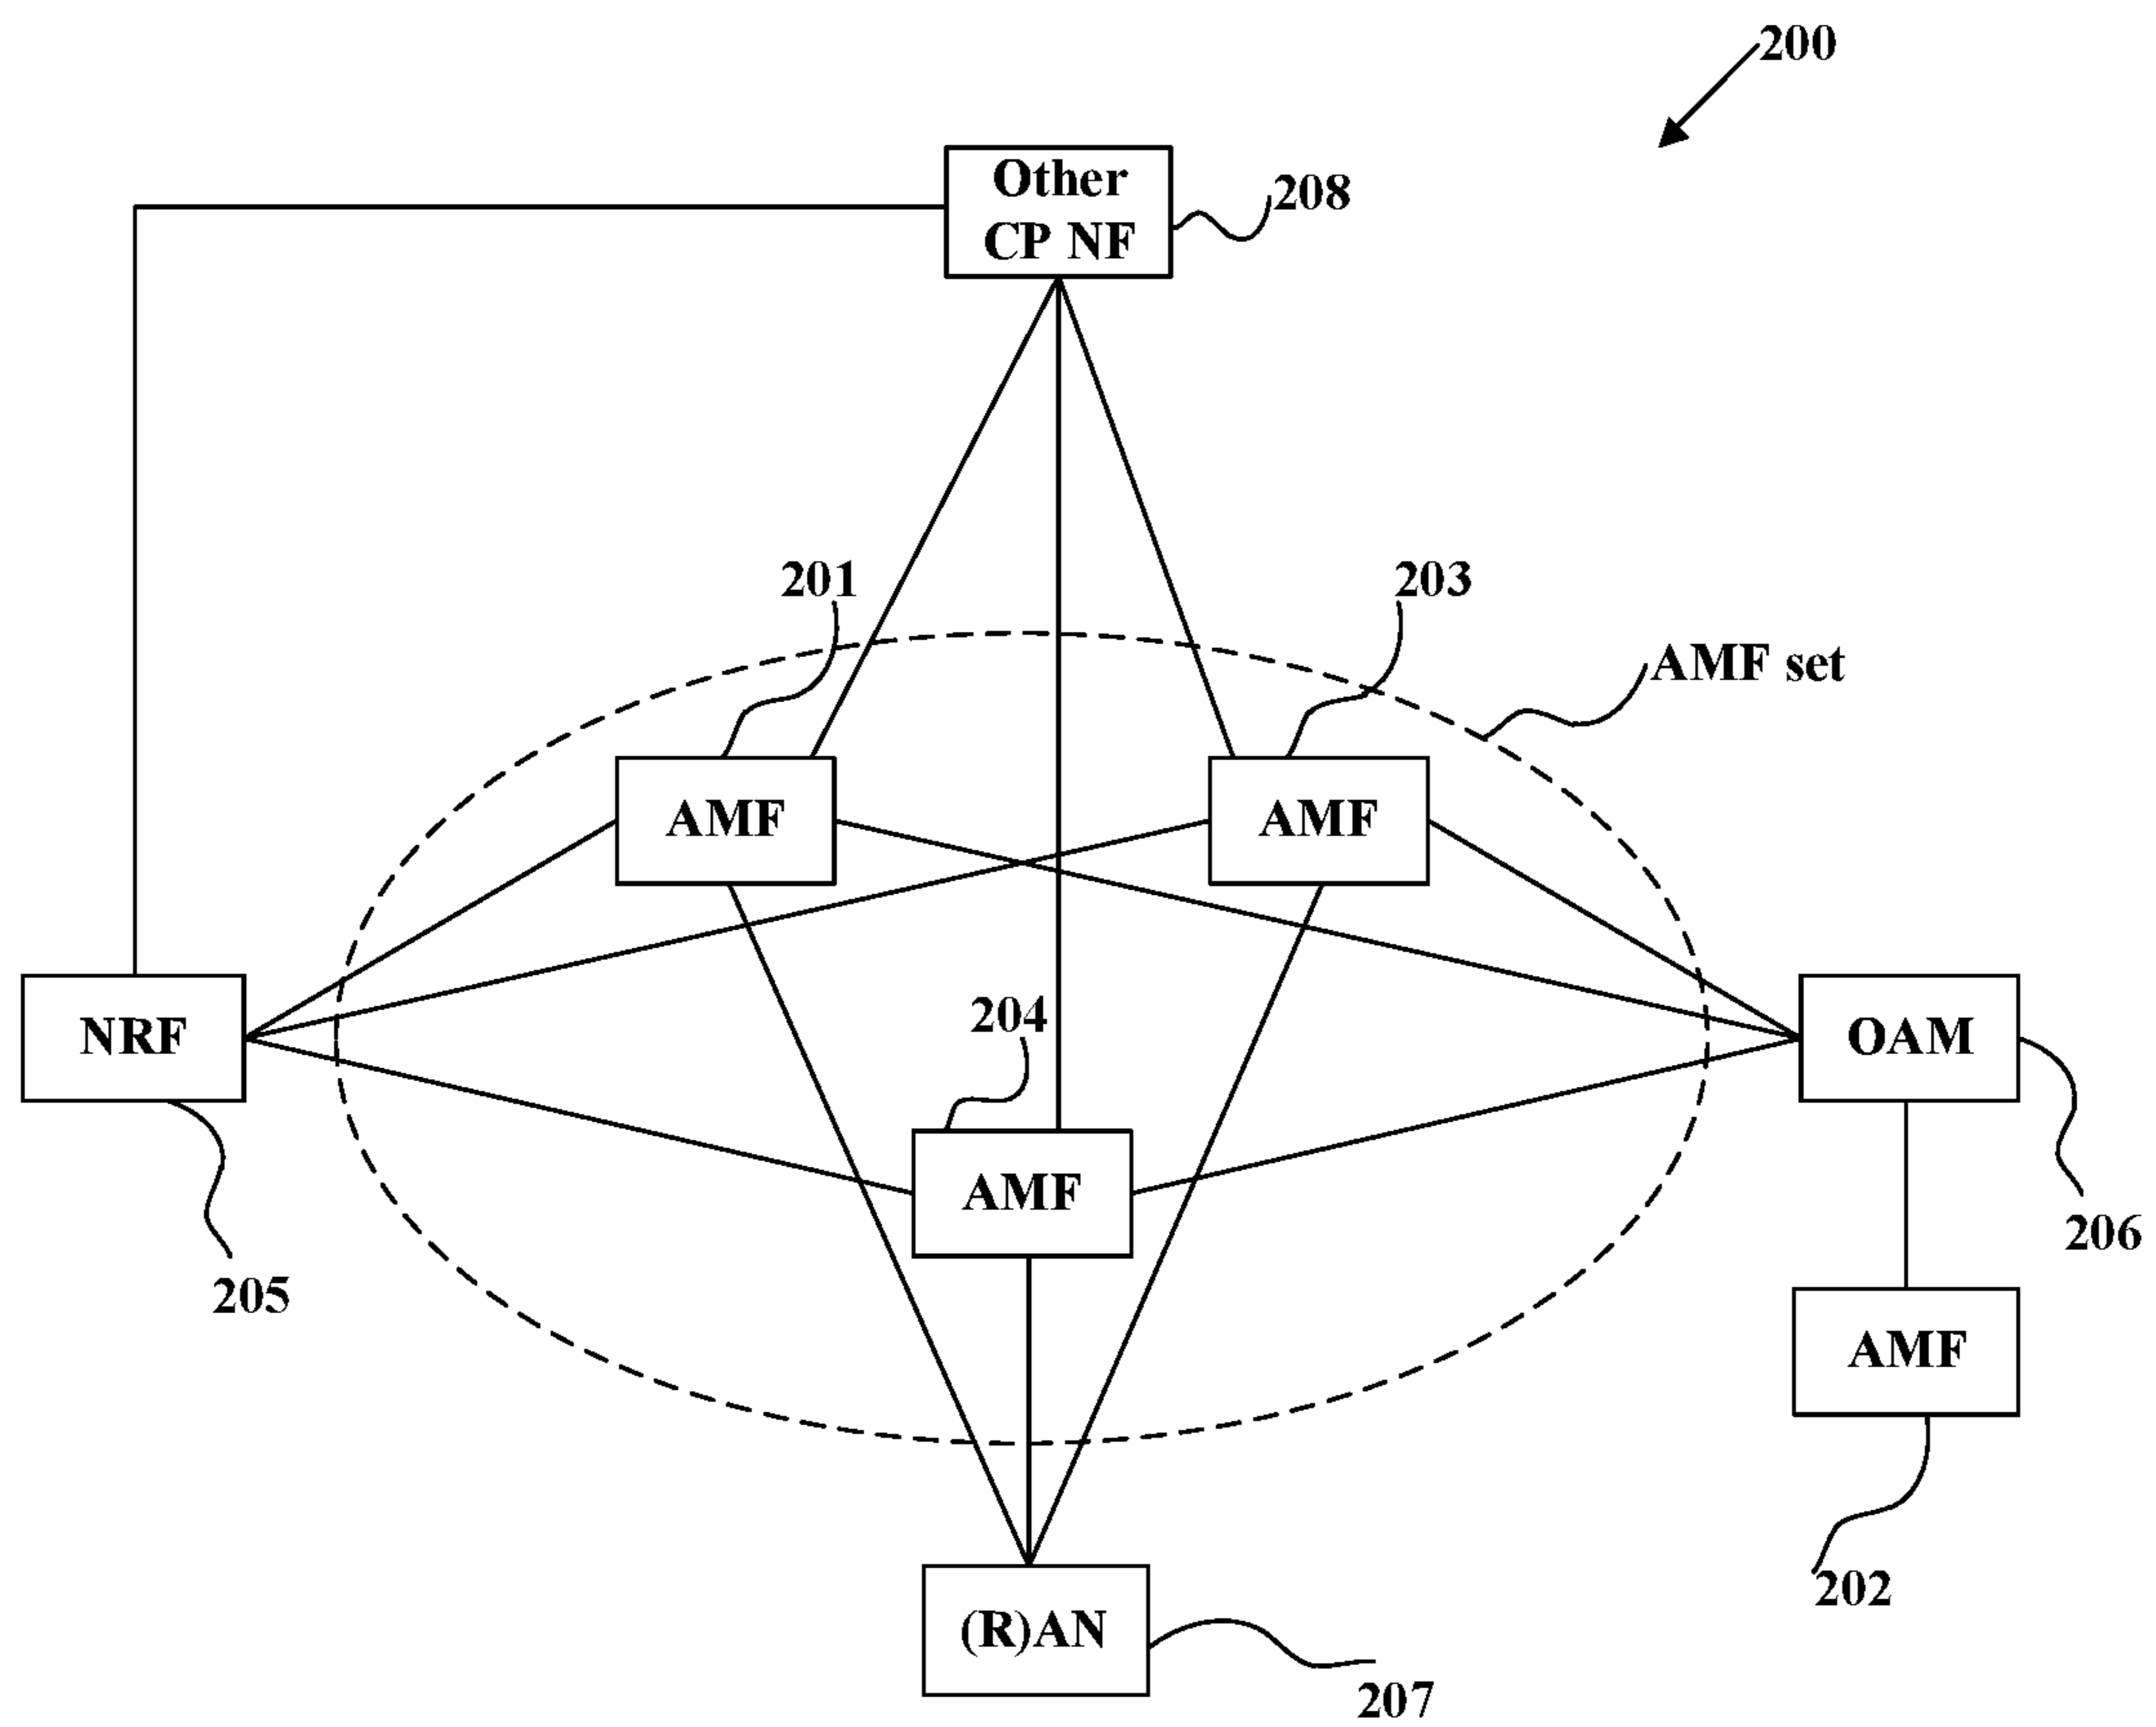 200
Other
CP NF
208
201
203
AMF set
AMF
AMF
NRF
204
OAM
AMF
206
205
AMF
202
(R)AN
207